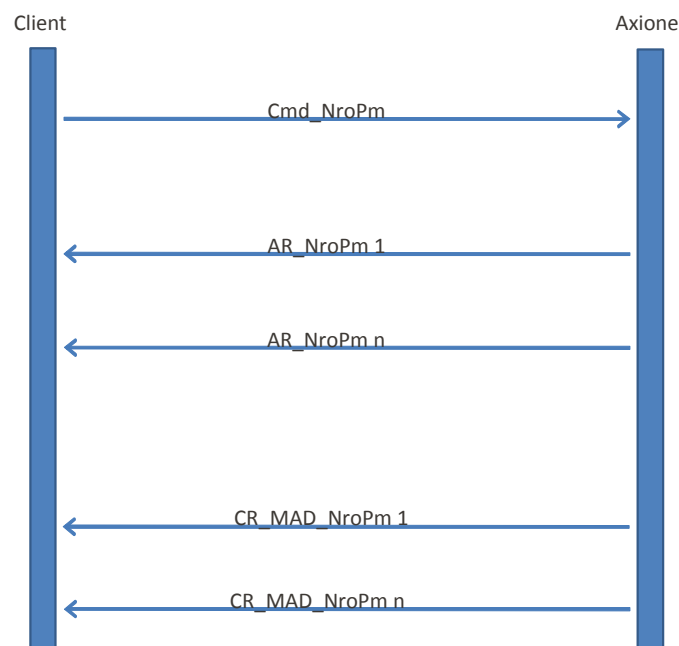 Client
Axione
Cmd_NroPm
AR_NroPm 1
AR_NroPm n
CR_MAD_NroPm 1
CR_MAD_NroPm n